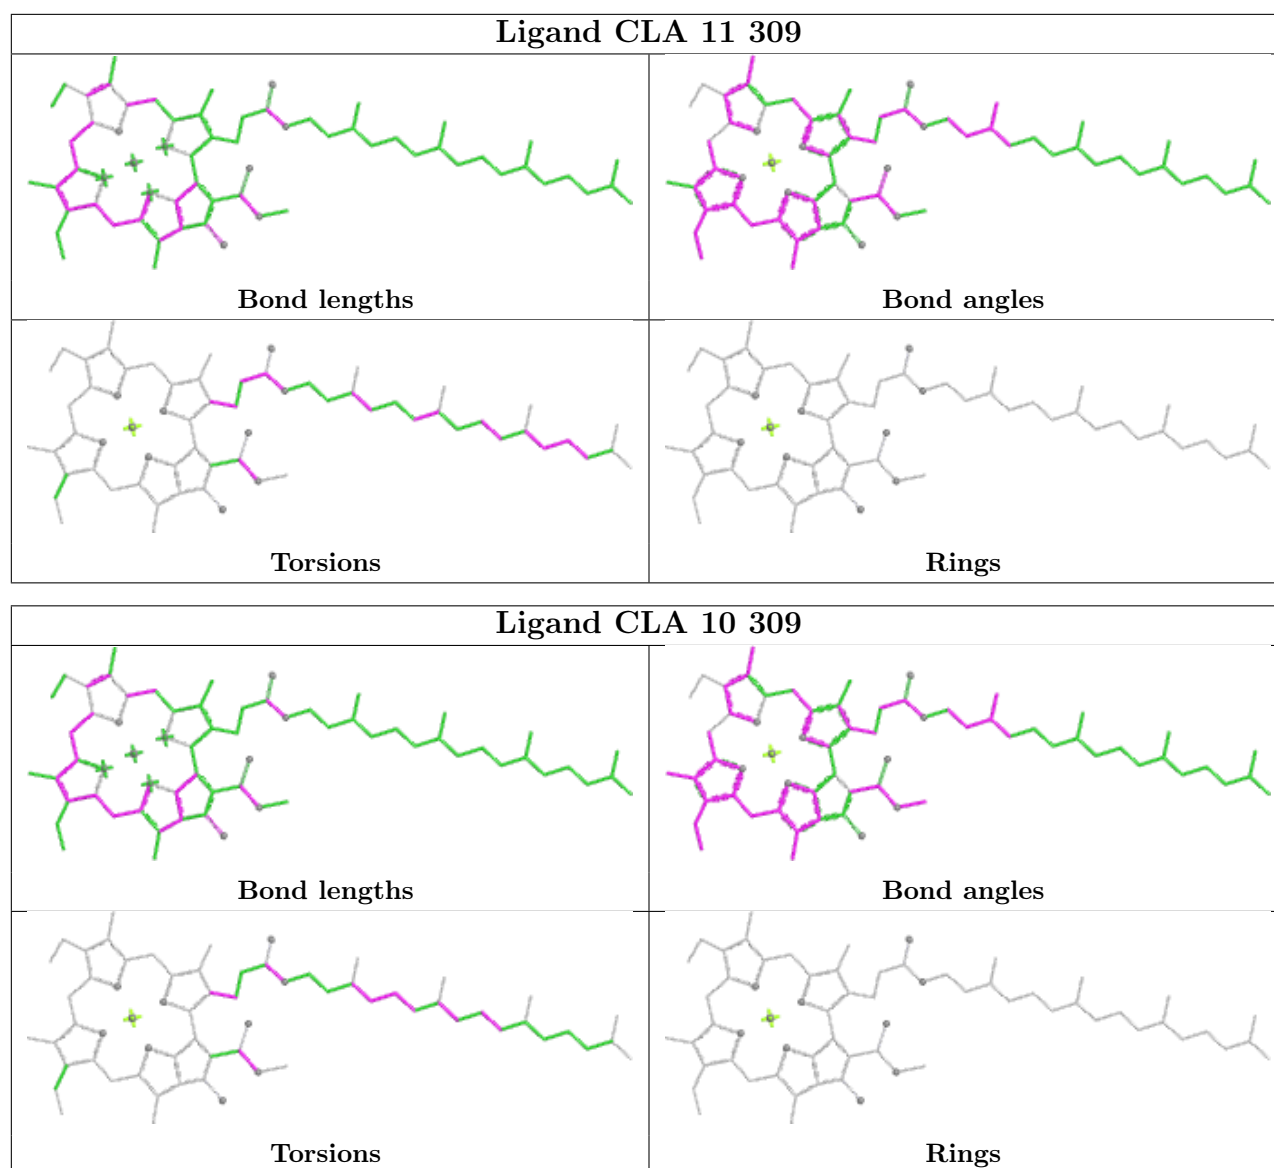 Ligand CLA 11 309
Bond lengths
Bond angles
Torsions
Rings
Ligand CLA 10 309
Bond lengths
Bond angles
Torsions
Rings